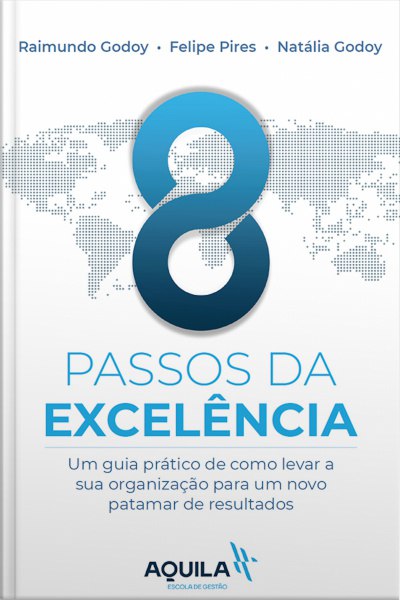 Raimundo Godoy • Felipe Pires • Natália Godoy
8
PASSOS DA
EXCELÊNCIA
Um guia prático de como levar a
sua organização para um novo
patamar de resultados
AQUILA
ESCOLA DE GESTÃO